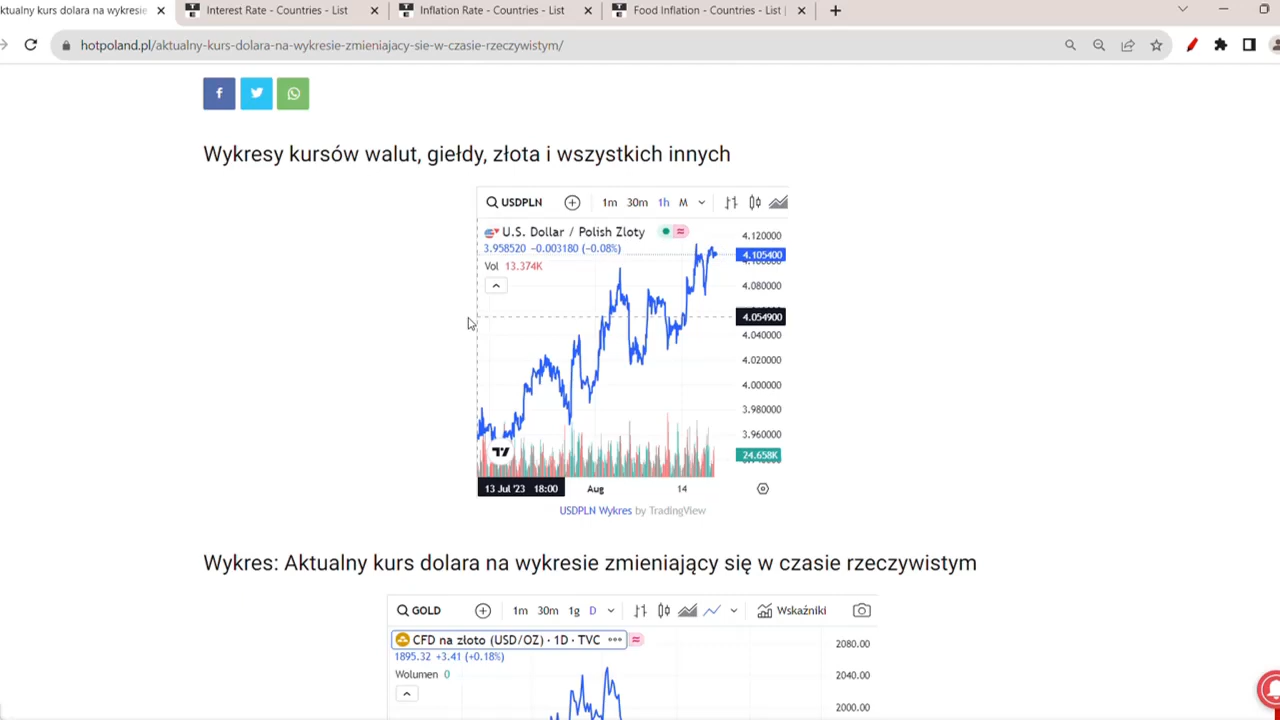 ktualny kurs dolara na wykresie
Interest Rate - Countries - List
Inflation Rate - Countries - List
Food Inflation - Countries - List |
hotpoland.pl/aktualny-kurs-dolara-na-wykresie-zmieniajacy-sie-w-czasie-rzeczywistym/
Wykresy kursów walut, giełdy, złota i wszystkich innych
USDPLN 1m 30m 1h M
U.S. Dollar / Polish Zloty
3.958520 −0.003180 (−0.08%)
Vol 13.374K
4.120000
4.105400
4.080000
4.054900
4.040000
4.020000
4.000000
3.980000
3.960000
24.658K
13 Jul '23 18:00 Aug 14
USDPLN Wykres by TradingView
Wykres: Aktualny kurs dolara na wykresie zmieniający się w czasie rzeczywistym
GOLD 1m 30m 1g D Wskaźniki
CFD na złoto (USD/OZ) · 1D · TVC
1895.32 +3.41 (+0.18%)
Wolumen 0
2080.00
2040.00
2000.00